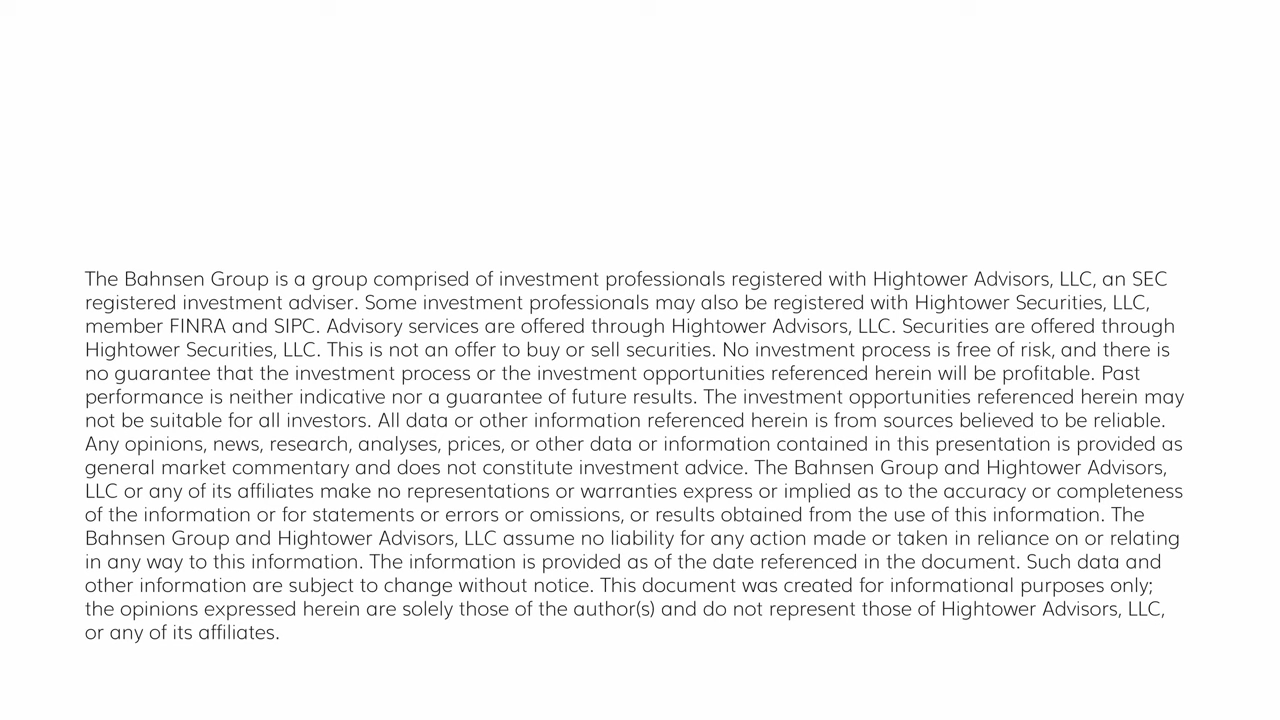 The Bahnsen Group is a group comprised of investment professionals registered with Hightower Advisors, LLC, an SEC
registered investment adviser. Some investment professionals may also be registered with Hightower Securities, LLC,
member FINRA and SIPC. Advisory services are offered through Hightower Advisors, LLC. Securities are offered through
Hightower Securities, LLC. This is not an offer to buy or sell securities. No investment process is free of risk, and there is
no guarantee that the investment process or the investment opportunities referenced herein will be profitable. Past
performance is neither indicative nor a guarantee of future results. The investment opportunities referenced herein may
not be suitable for all investors. All data or other information referenced herein is from sources believed to be reliable.
Any opinions, news, research, analyses, prices, or other data or information contained in this presentation is provided as
general market commentary and does not constitute investment advice. The Bahnsen Group and Hightower Advisors,
LLC or any of its affiliates make no representations or warranties express or implied as to the accuracy or completeness
of the information or for statements or errors or omissions, or results obtained from the use of this information. The
Bahnsen Group and Hightower Advisors, LLC assume no liability for any action made or taken in reliance on or relating
in any way to this information. The information is provided as of the date referenced in the document. Such data and
other information are subject to change without notice. This document was created for informational purposes only;
the opinions expressed herein are solely those of the author(s) and do not represent those of Hightower Advisors, LLC,
or any of its affiliates.